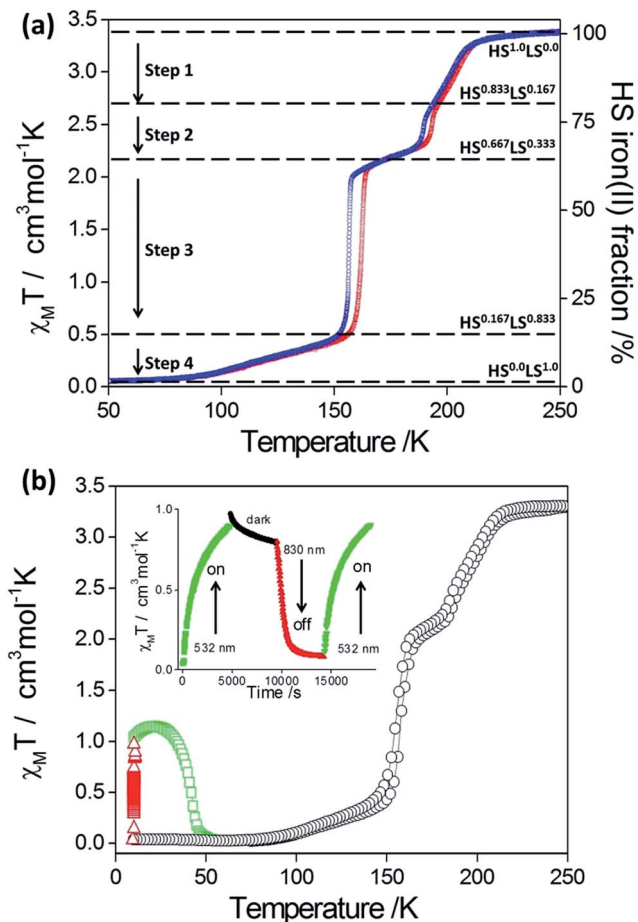 (a)
3.5
3.0
2.5
2.0
1.5
1.0
0.5
0.0
χMT / cm³mol⁻¹K
Step 1
Step 2
Step 3
Step 4
HS1.0LS0.0
HS0.833LS0.167
HS0.667LS0.333
HS0.167LS0.833
HS0.0LS1.0
100
75
50
25
0
HS iron(II) fraction /%
50
100
150
200
250
Temperature /K
(b)
3.5
3.0
2.5
2.0
1.5
1.0
0.5
0.0
χMT / cm³mol⁻¹K
1.0
0.5
0.0
χMT / cm³mol⁻¹K
on
532 nm
dark
830 nm
off
on
532 nm
0
5000
10000
15000
Time /s
0
50
100
150
200
250
Temperature /K